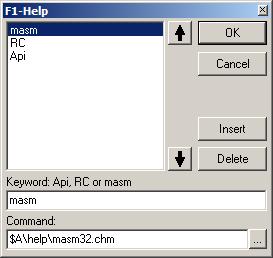 F1-Help
masm
RC
Api
OK
Cancel
Insert
Delete
Keyword: Api, RC or masm
masm
Command:
$A\help\masm32.chm
...